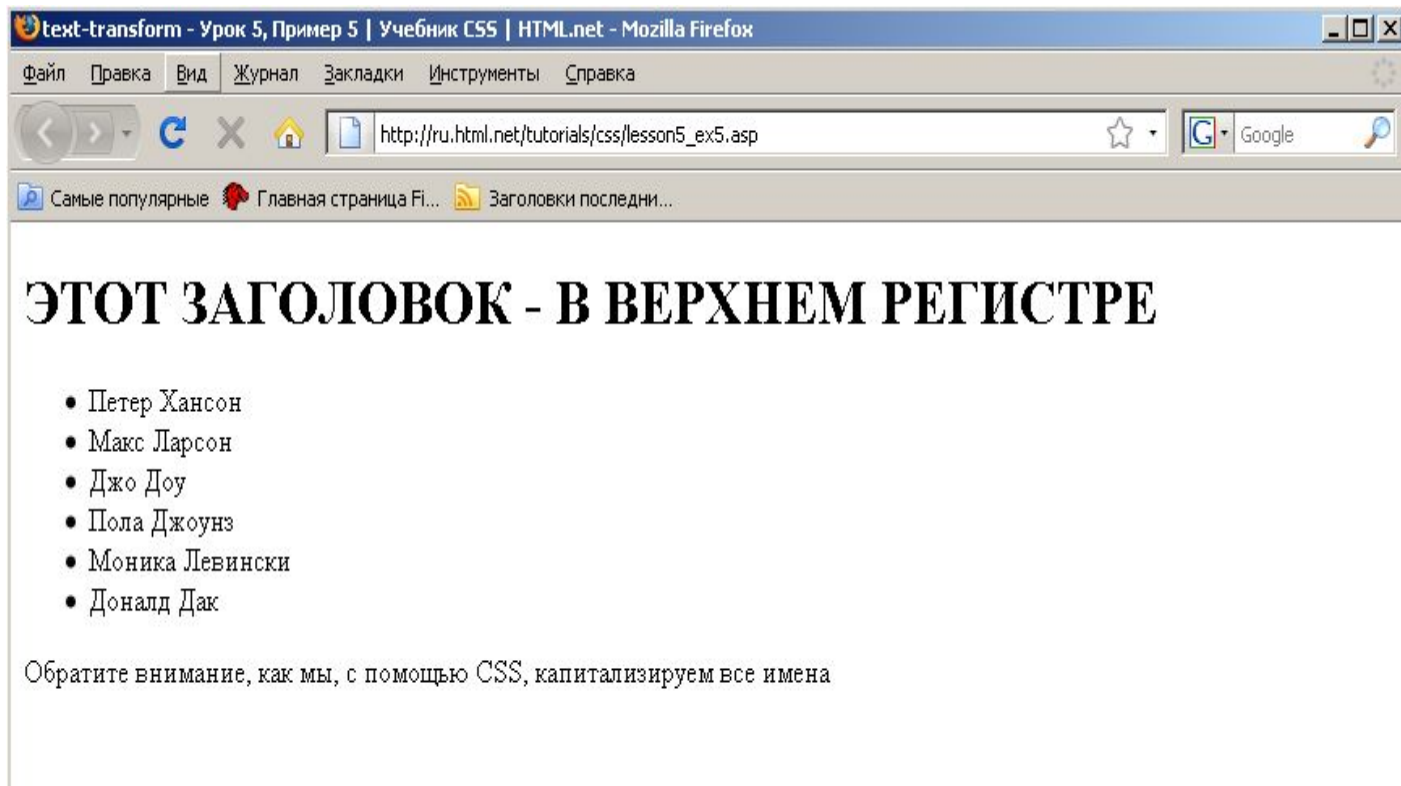 text-transform - Урок 5, Пример 5 | Учебник CSS | HTML.net - Mozilla Firefox
Файл Правка Вид Журнал Закладки Инструменты Справка
http://ru.html.net/tutorials/css/lesson5_ex5.asp G Google
Самые популярные Главная страница Fi... Заголовки последни...
ЭТОТ ЗАГОЛОВОК - В ВЕРХНЕМ РЕГИСТРЕ
• Петер Хансон
• Макс Ларсон
• Джо Доу
• Пола Джоунз
• Моника Левински
• Доналд Дак
Обратите внимание, как мы, с помощью CSS, капитализируем все имена